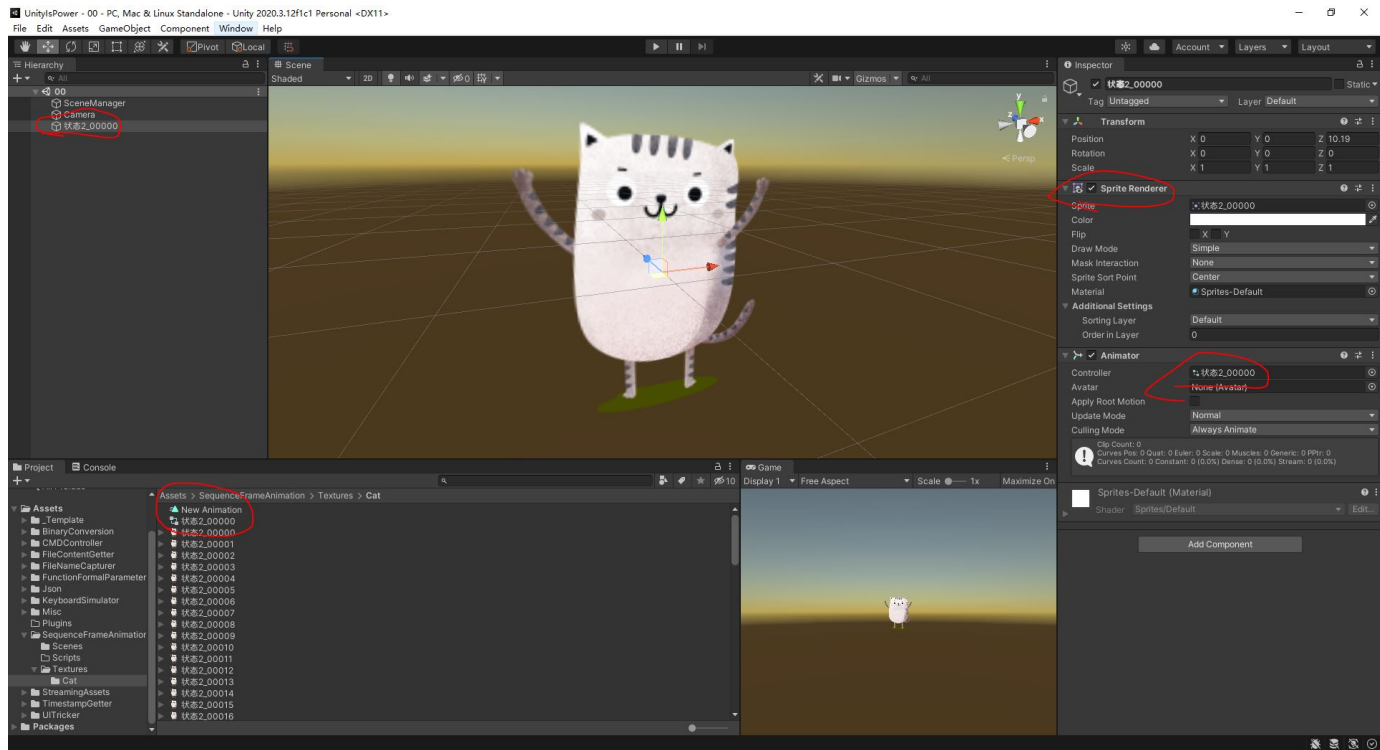 UnityIsPower - 00 - PC, Mac & Linux Standalone - Unity 2020.3.12f1c1 Personal <DX11>
File Edit Assets GameObject Component Window Help
Pivot Local
Account Layers Layout
Hierarchy
All
00
SceneManager
Camera
状态2_00000
Scene
Shaded 2D 0 Gizmos All
y
x
z
Persp
Inspector
状态2_00000 Static
Tag Untagged Layer Default
Transform
Position X 0 Y 0 Z 10.19
Rotation X 0 Y 0 Z 0
Scale X 1 Y 1 Z 1
Sprite Renderer
Sprite 状态2_00000
Color
Flip X Y
Draw Mode Simple
Mask Interaction None
Sprite Sort Point Center
Material Sprites-Default
Additional Settings
Sorting Layer Default
Order in Layer 0
Animator
Controller 状态2_00000
Avatar None (Avatar)
Apply Root Motion
Update Mode Normal
Culling Mode Always Animate
Clip Count: 0
Curves Pos: 0 Quat: 0 Euler: 0 Scale: 0 Muscles: 0 Generic: 0 PPtr: 0
Curves Count: 0 Constant: 0 (0.0%) Dense: 0 (0.0%) Stream: 0 (0.0%)
Sprites-Default (Material)
Shader Sprites/Default Edit...
Add Component
Project Console
10
Assets
_Template
BinaryConversion
CMDController
FileContentGetter
FileNameCapturer
FunctionFormalParameter
Json
KeyboardSimulator
Misc
Plugins
SequenceFrameAnimation
Scenes
Scripts
Textures
Cat
StreamingAssets
TimestampGetter
UITricker
Packages
Assets > SequenceFrameAnimation > Textures > Cat
New Animation
状态2_00000
状态2_00000
状态2_00001
状态2_00002
状态2_00003
状态2_00004
状态2_00005
状态2_00006
状态2_00007
状态2_00008
状态2_00009
状态2_00010
状态2_00011
状态2_00012
状态2_00013
状态2_00014
状态2_00015
状态2_00016
Game
Display 1 Free Aspect Scale 1x Maximize On